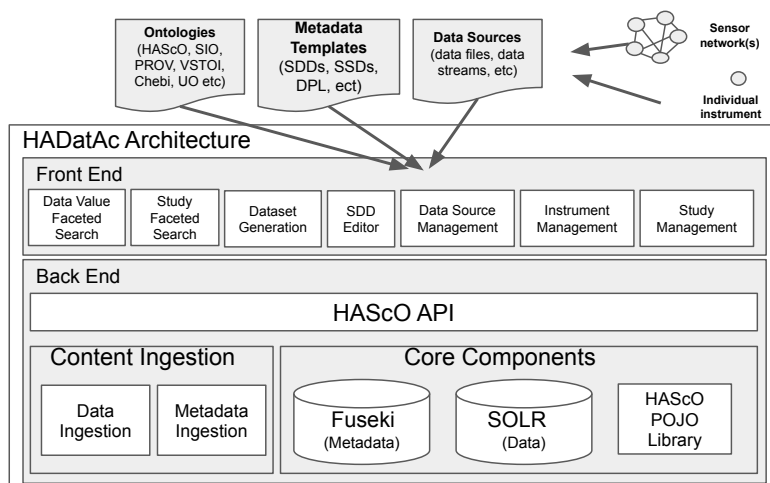 Ontologies
(HAScO, SIO,
PROV, VSTOI,
Chebi, UO etc)
Metadata
Templates
(SDDs, SSDs,
DPL, ect)
Data Sources
(data files, data
streams, etc)
Sensor
network(s)
Individual
instrument
HADatAc Architecture
Front End
Data Value
Faceted
Search
Study
Faceted
Search
Dataset
Generation
SDD
Editor
Data Source
Management
Instrument
Management
Study
Management
Back End
HAScO API
Content Ingestion
Data
Ingestion
Metadata
Ingestion
Core Components
Fuseki
(Metadata)
SOLR
(Data)
HAScO
POJO
Library